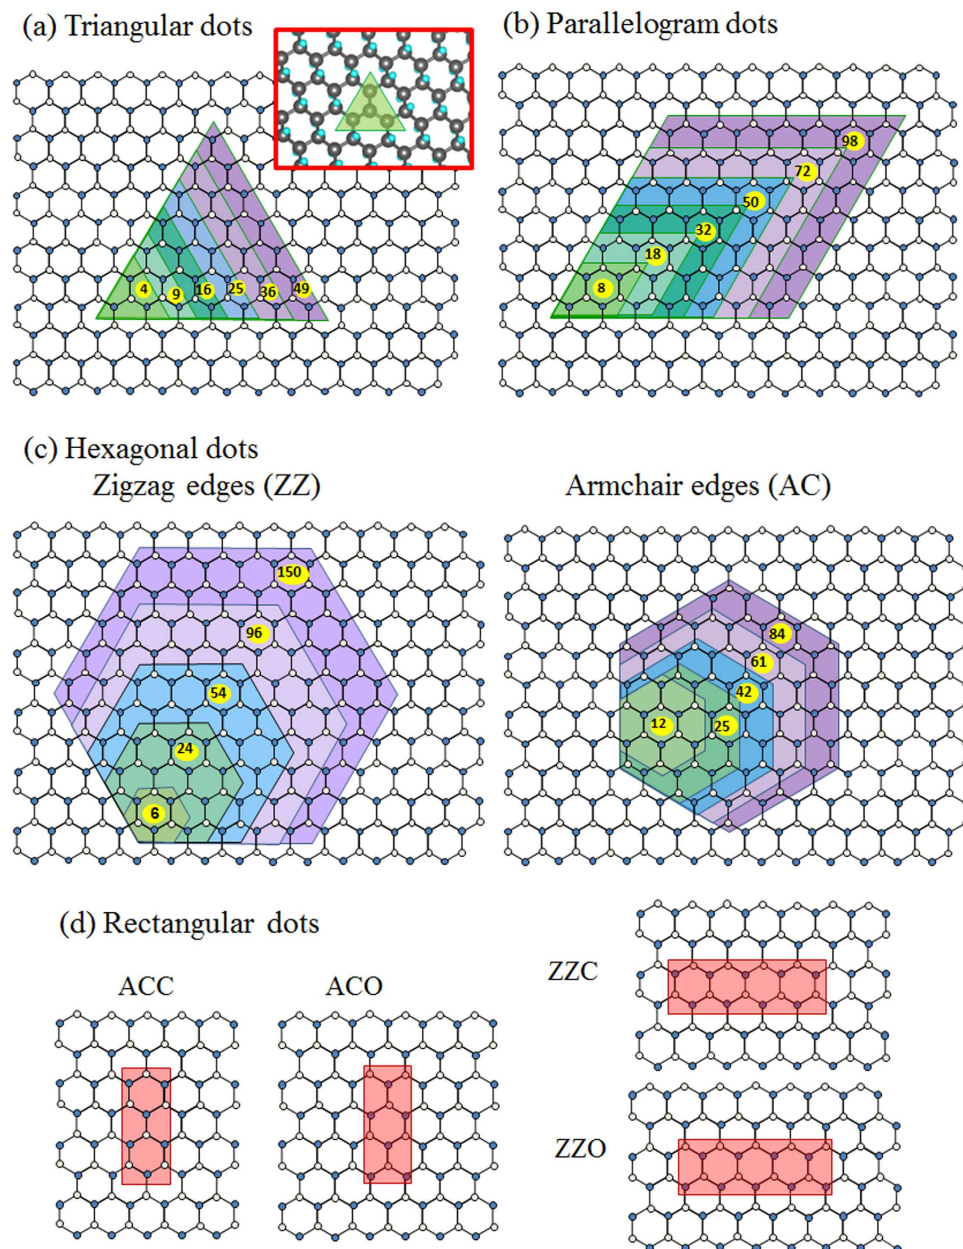 (a) Triangular dots
(b) Parallelogram dots
4 9 16 25 36 49
98
72
50
32
18
8
(c) Hexagonal dots
Zigzag edges (ZZ)
Armchair edges (AC)
150
96
54
24
6
84
61
42
12 25
(d) Rectangular dots
ACC
ACO
ZZC
ZZO